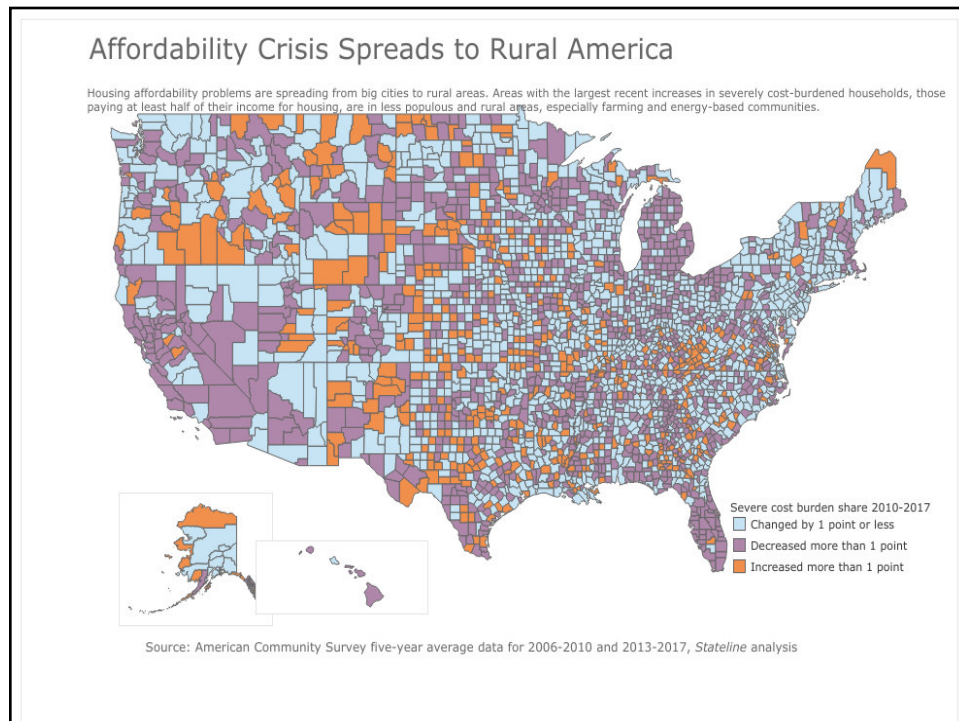 Affordability Crisis Spreads to Rural America
Housing affordability problems are spreading from big cities to rural areas. Areas with the largest recent increases in severely cost-burdened households, those
paying at least half of their income for housing, are in less populous and rural areas, especially farming and energy-based communities.
Severe cost burden share 2010-2017
Changed by 1 point or less
Decreased more than 1 point
Increased more than 1 point
Source: American Community Survey five-year average data for 2006-2010 and 2013-2017, Stateline analysis